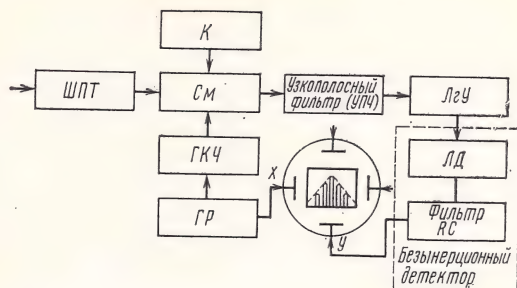 К
ШПТ
См
Узкополосный
фильтр (УПЧ)
ЛгУ
ГКЧ
ЛД
X
ГР
Фильтр
RC
У
Безынерционный
детектор